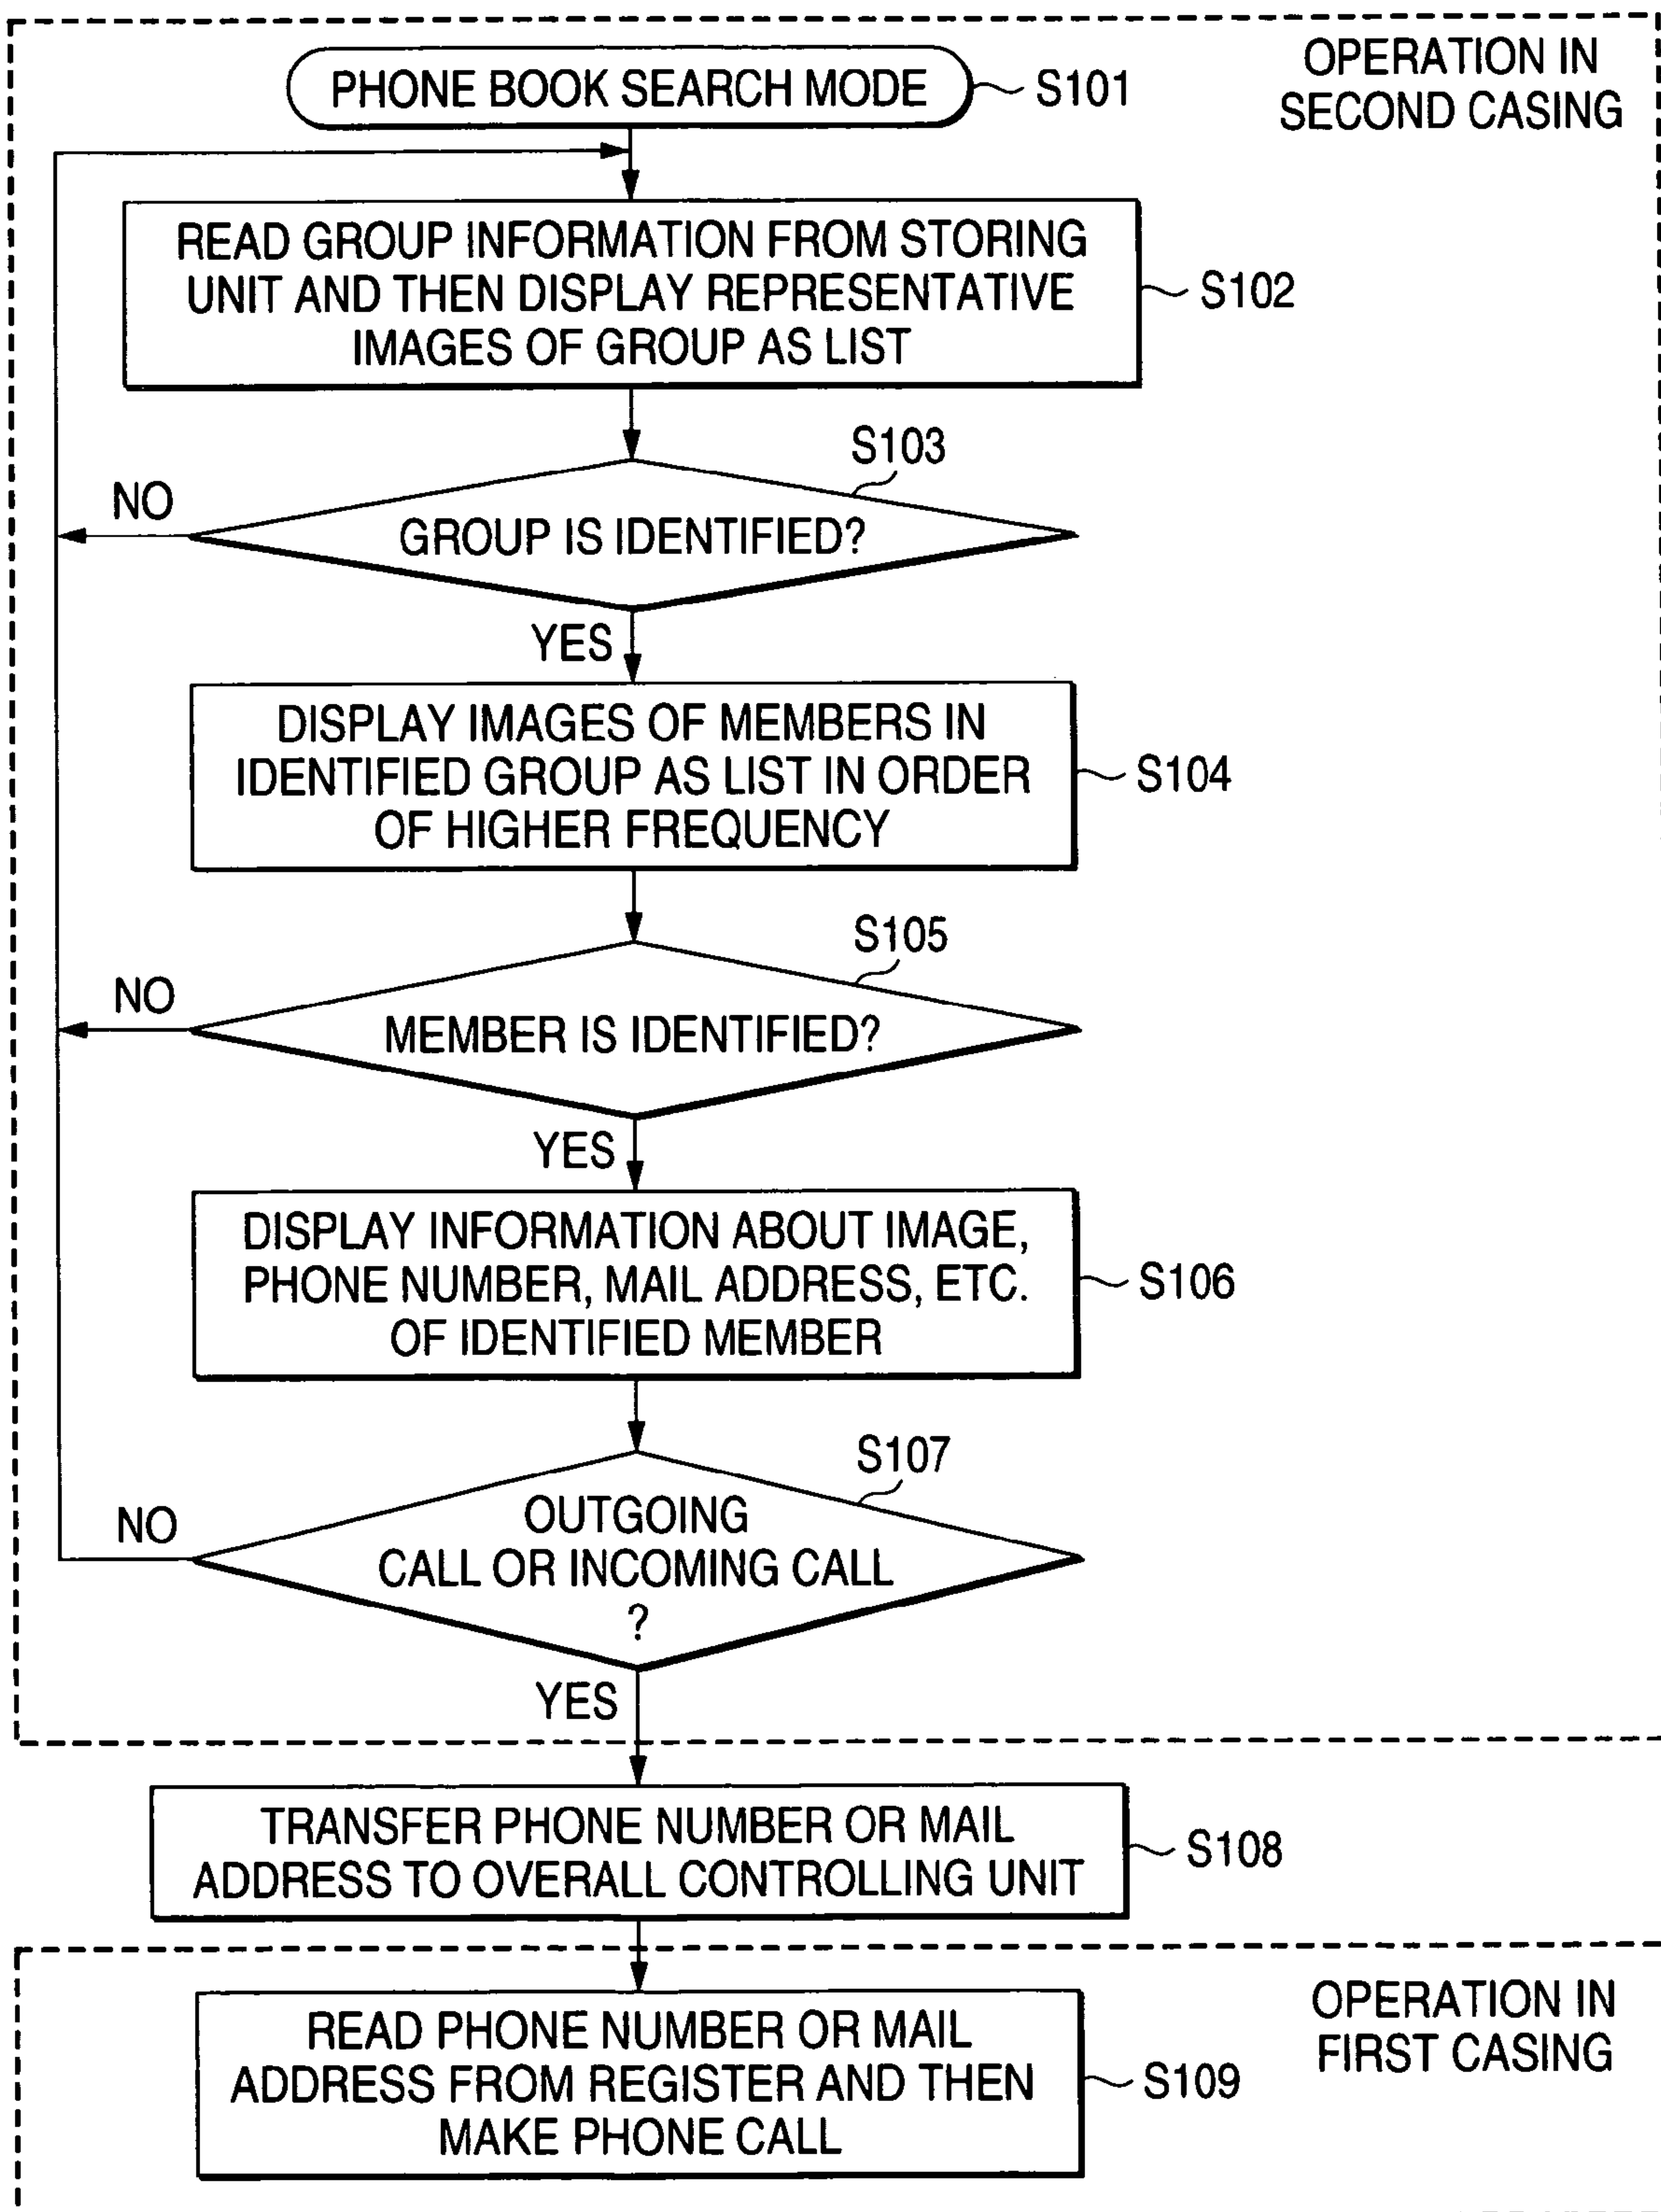 OPERATION IN
SECOND CASING
PHONE BOOK SEARCH MODE
S101
READ GROUP INFORMATION FROM STORING
UNIT AND THEN DISPLAY REPRESENTATIVE
IMAGES OF GROUP AS LIST
S102
S103
NO
GROUP IS IDENTIFIED?
YES
DISPLAY IMAGES OF MEMBERS IN
IDENTIFIED GROUP AS LIST IN ORDER
OF HIGHER FREQUENCY
S104
S105
NO
MEMBER IS IDENTIFIED?
YES
DISPLAY INFORMATION ABOUT IMAGE,
PHONE NUMBER, MAIL ADDRESS, ETC.
OF IDENTIFIED MEMBER
S106
S107
NO
OUTGOING
CALL OR INCOMING CALL
?
YES
TRANSFER PHONE NUMBER OR MAIL
ADDRESS TO OVERALL CONTROLLING UNIT
S108
OPERATION IN
FIRST CASING
READ PHONE NUMBER OR MAIL
ADDRESS FROM REGISTER AND THEN
MAKE PHONE CALL
S109